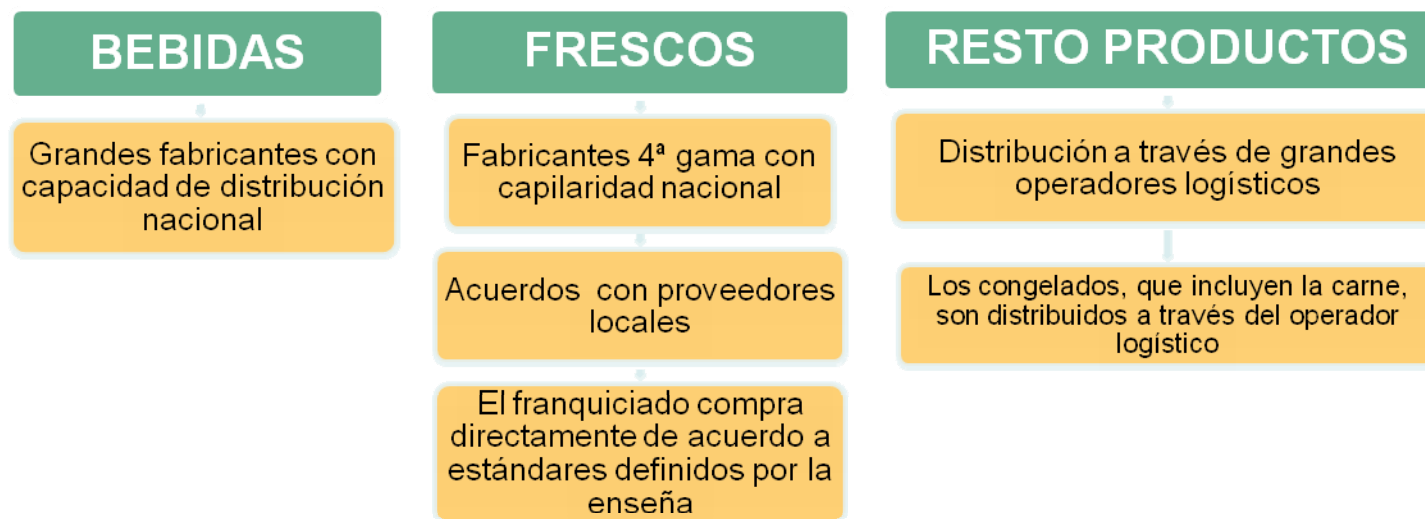 BEBIDAS
Grandes fabricantes con
capacidad de distribución
nacional
FRESCOS
Fabricantes 4ª gama con
capilaridad nacional
Acuerdos con proveedores
locales
El franquiciado compra
directamente de acuerdo a
estándares definidos por la
enseña
RESTO PRODUCTOS
Distribución a través de grandes
operadores logísticos
Los congelados, que incluyen la carne,
son distribuidos a través del operador
logístico